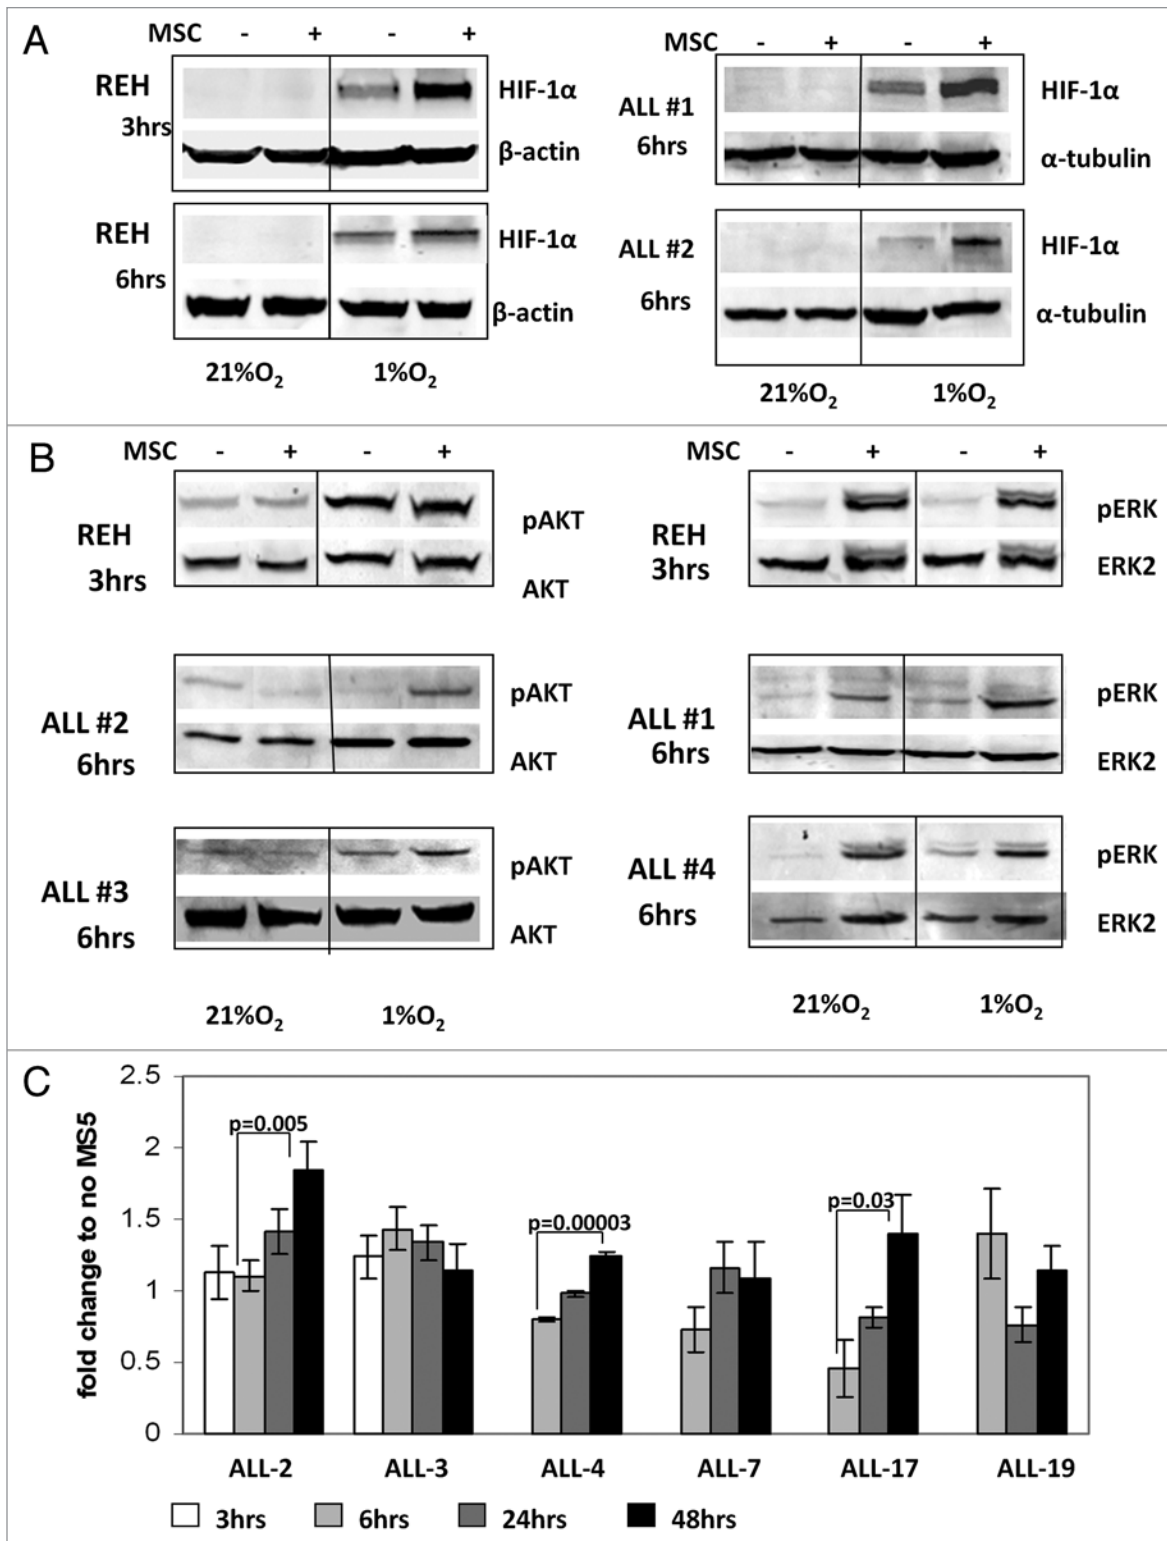 A
MSC - + - +
REH
3hrs
HIF-1α
β-actin
REH
6hrs
HIF-1α
β-actin
21%O₂ 1%O₂
MSC - + - +
ALL #1
6hrs
HIF-1α
α-tubulin
ALL #2
6hrs
HIF-1α
α-tubulin
21%O₂ 1%O₂
B
MSC - + - +
REH
3hrs
pAKT
AKT
ALL #2
6hrs
pAKT
AKT
ALL #3
6hrs
pAKT
AKT
21%O₂ 1%O₂
MSC - + - +
REH
3hrs
pERK
ERK2
ALL #1
6hrs
pERK
ERK2
ALL #4
6hrs
pERK
ERK2
21%O₂ 1%O₂
C
fold change to no MS5
2.5
2
1.5
1
0.5
0
p=0.005
p=0.00003
p=0.03
ALL-2 ALL-3 ALL-4 ALL-7 ALL-17 ALL-19
3hrs 6hrs 24hrs 48hrs